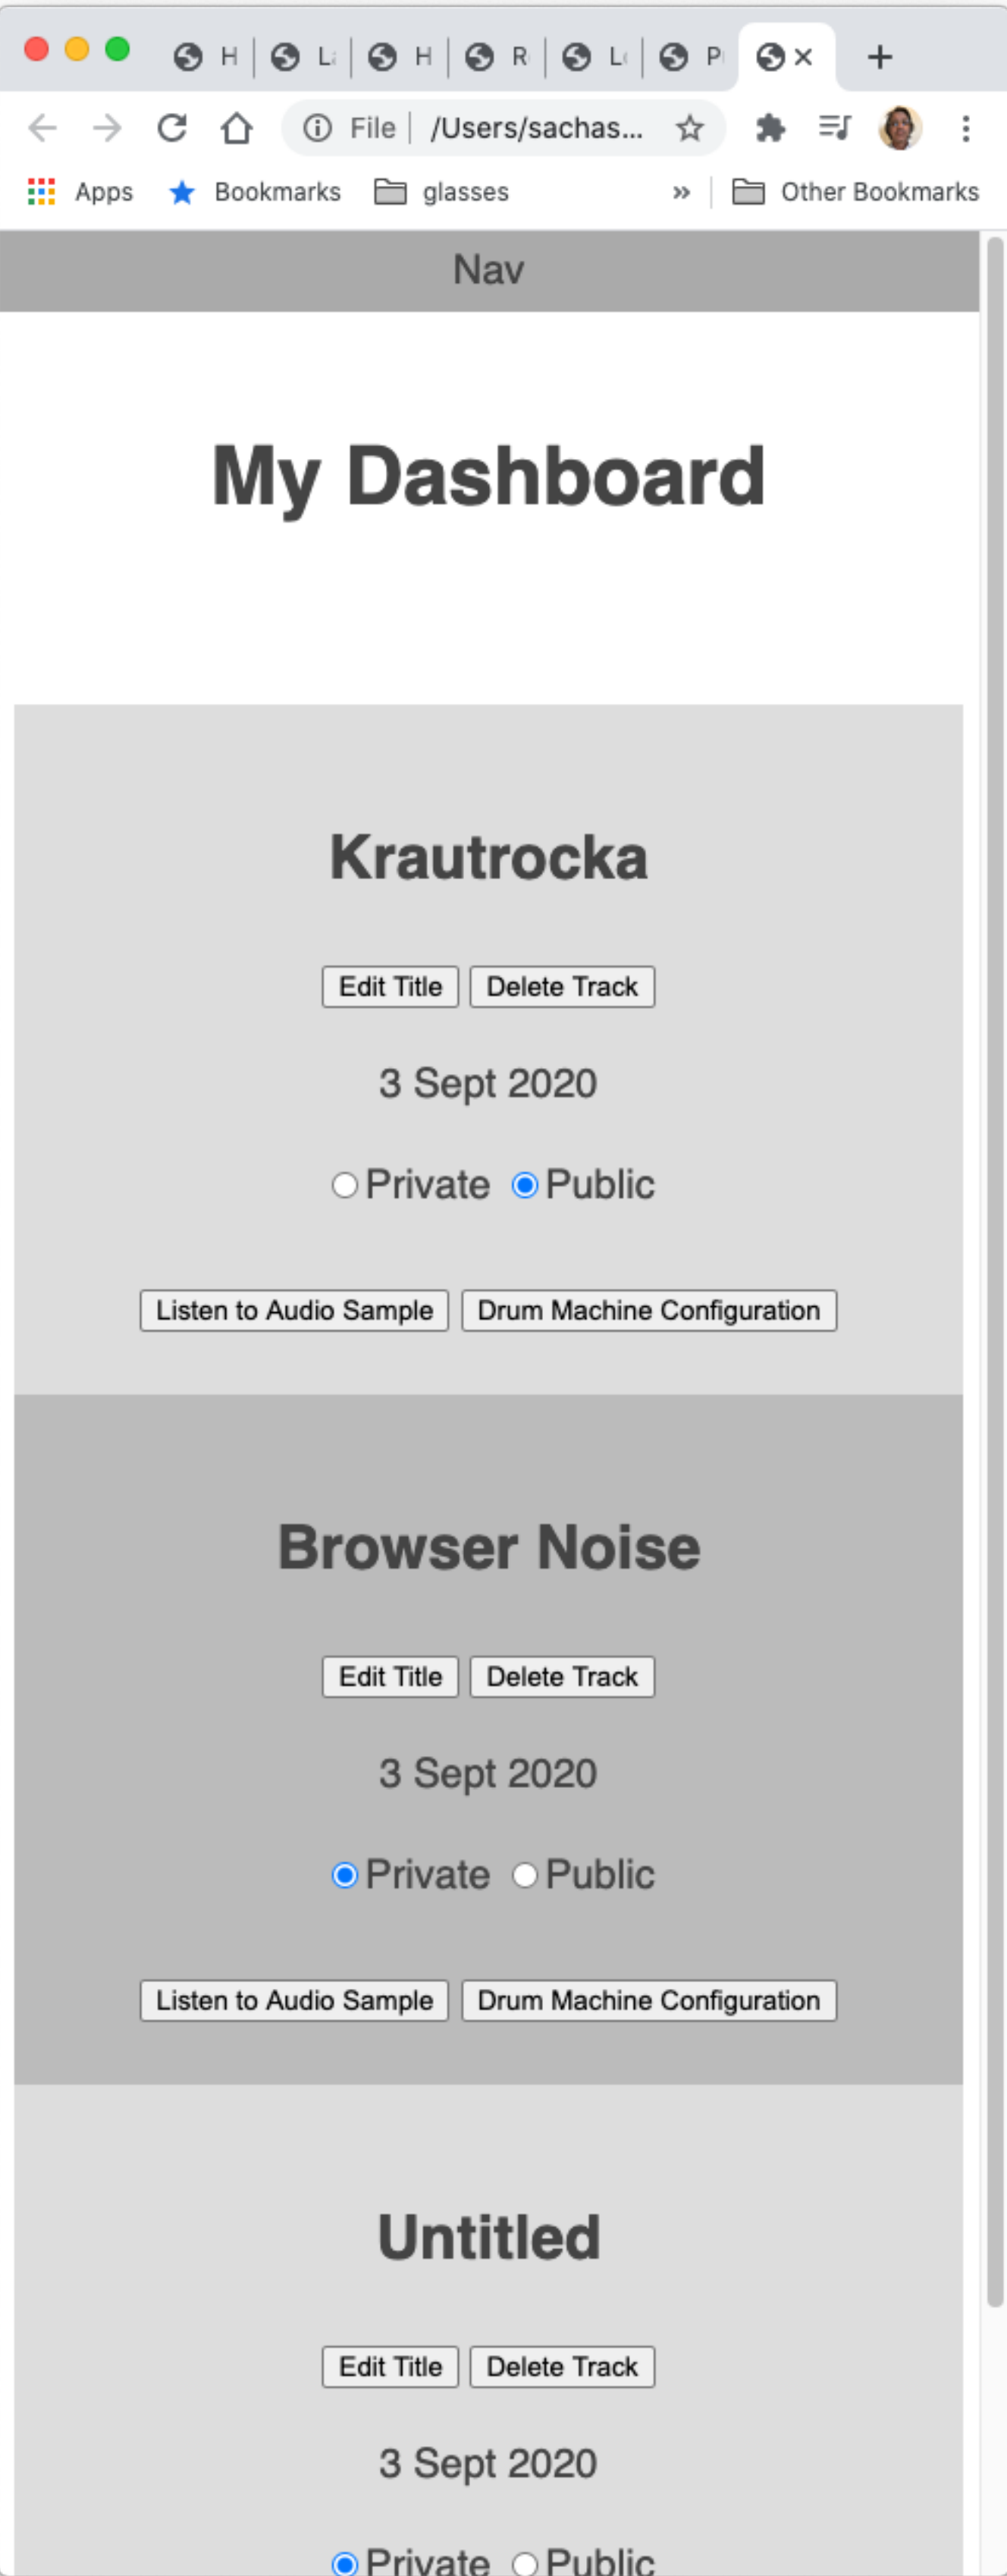 H L H R L P
File /Users/sachas...
Apps Bookmarks glasses » Other Bookmarks
Nav
My Dashboard
Krautrocka
Edit Title Delete Track
3 Sept 2020
Private Public
Listen to Audio Sample Drum Machine Configuration
Browser Noise
Edit Title Delete Track
3 Sept 2020
Private Public
Listen to Audio Sample Drum Machine Configuration
Untitled
Edit Title Delete Track
3 Sept 2020
Private Public